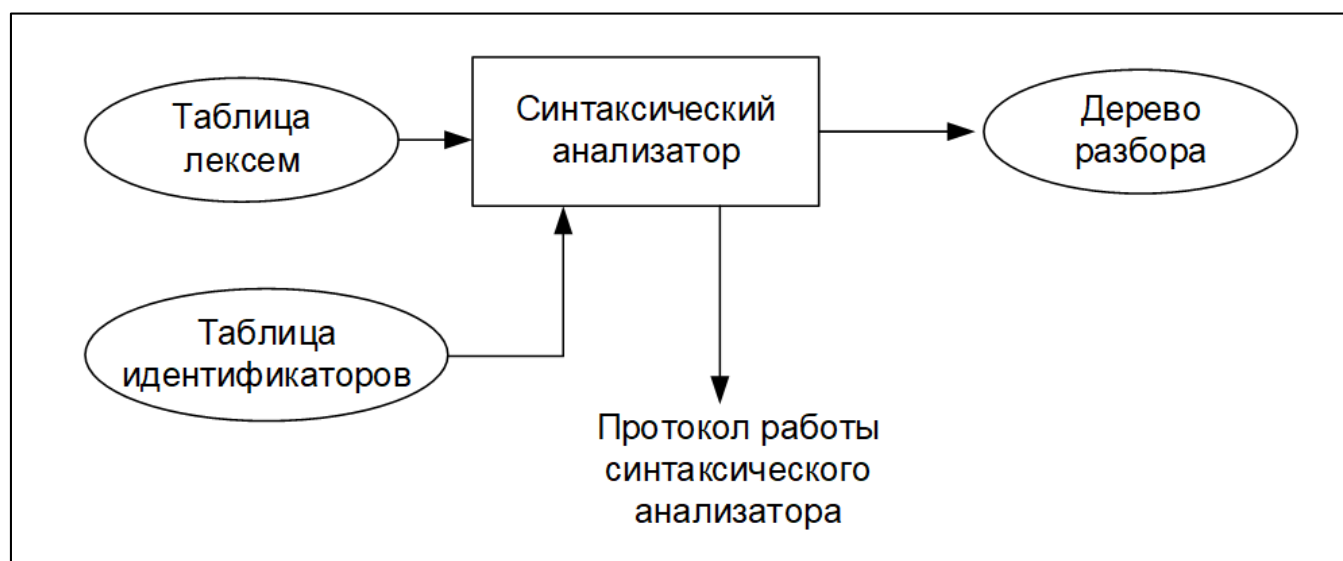 Таблица
лексем
Синтаксический
анализатор
Дерево
разбора
Таблица
идентификаторов
Протокол работы
синтаксического
анализатора